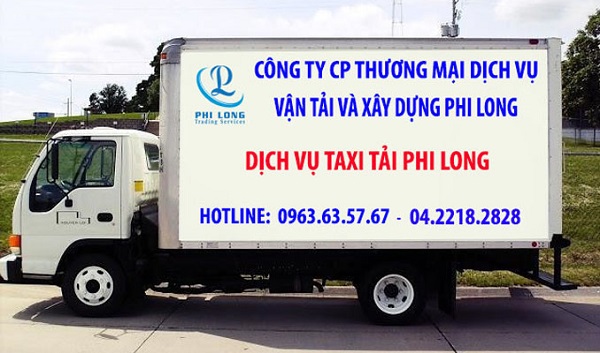 CÔNG TY CP THƯƠNG MẠI DỊCH VỤ
VẬN TẢI VÀ XÂY DỰNG PHI LONG
PHI LONG
Trading Services
DỊCH VỤ TAXI TẢI PHI LONG
HOTLINE: 0963.63.57.67 - 04.2218.2828